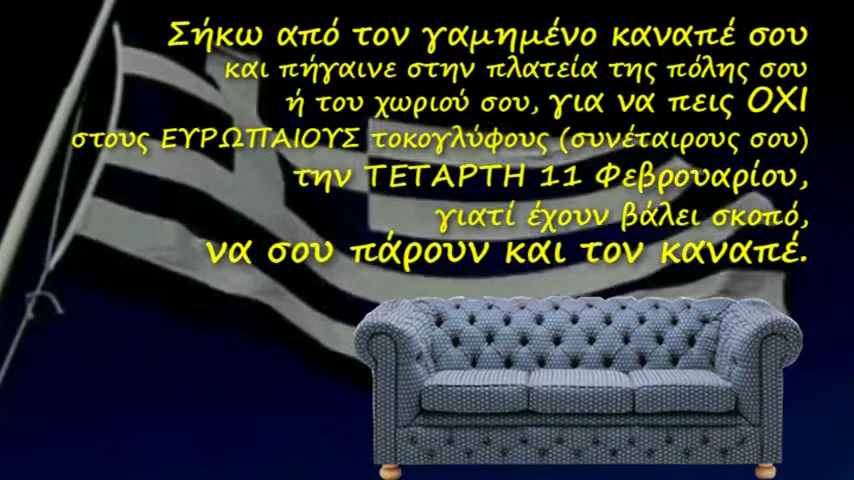 Σήκω από τον γαμημένο καναπέ σου
και πήγαινε στην πλατεία της πόλης σου
ή του χωριού σου, για να πεις ΟΧΙ
στους ΕΥΡΩΠΑΙΟΥΣ τοκογλύφους (συνέταιρους σου)
την ΤΕΤΑΡΤΗ 11 Φεβρουαρίου,
γιατί έχουν βάλει σκοπό,
να σου πάρουν και τον καναπέ.